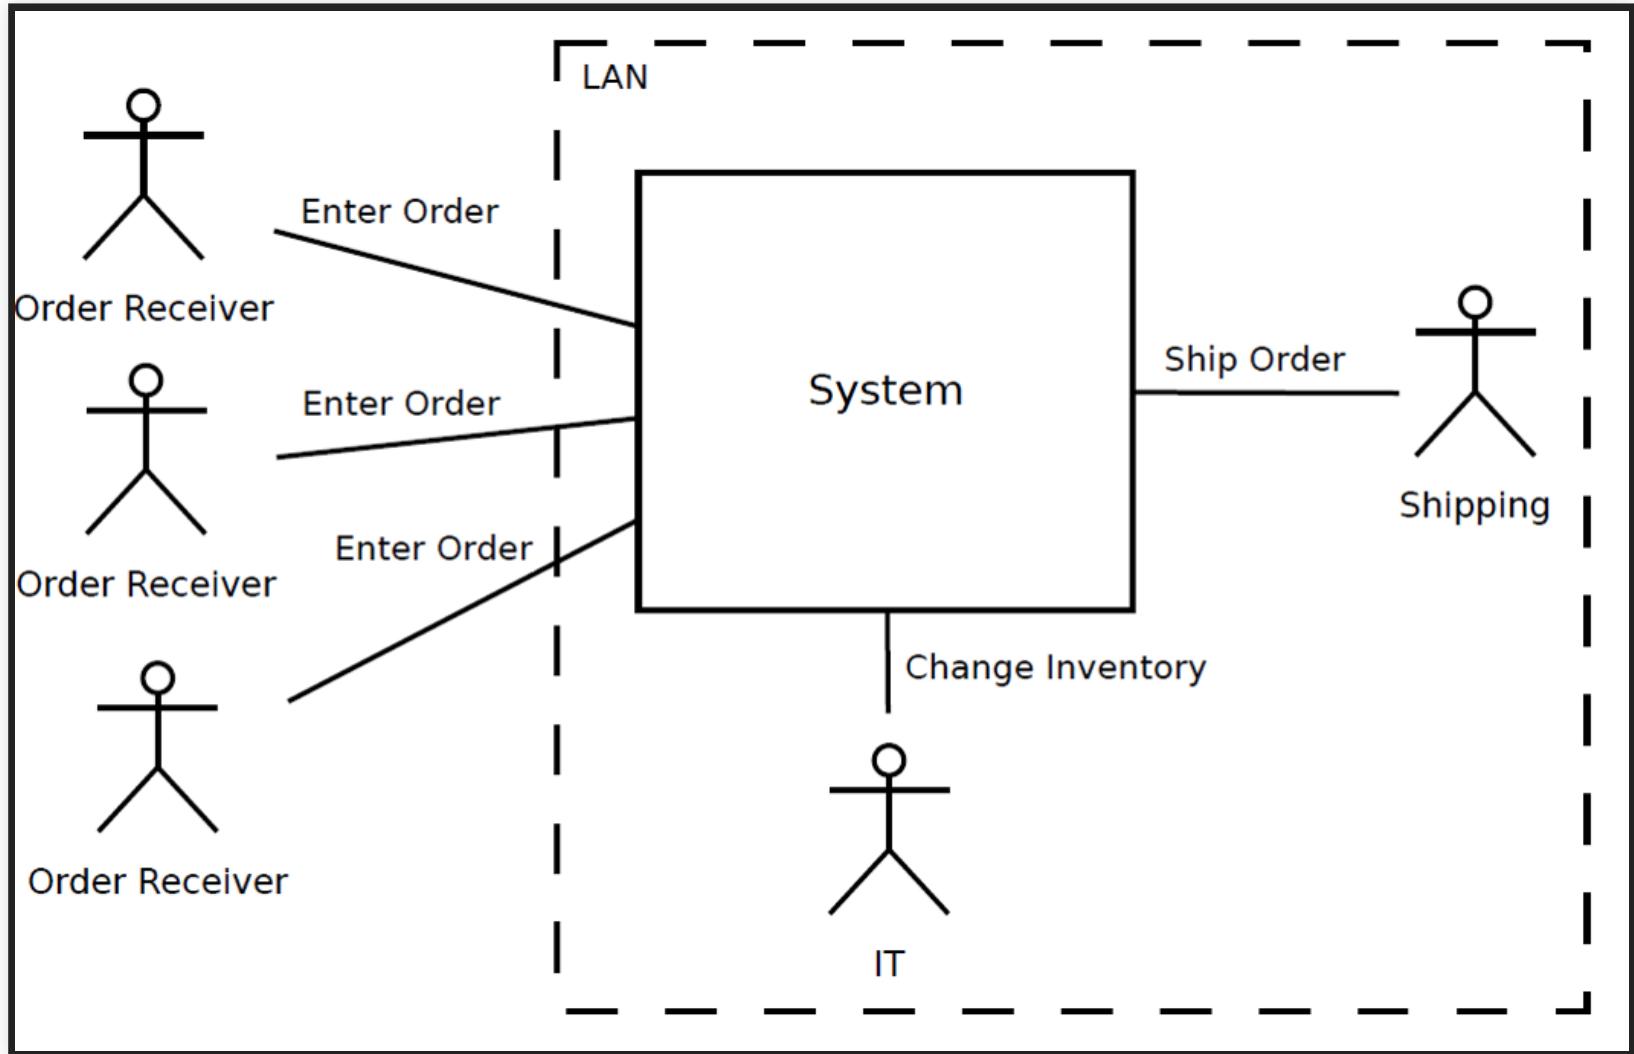 LAN
Enter Order
Order Receiver
Enter Order
Order Receiver
Enter Order
Order Receiver
System
Ship Order
Shipping
Change Inventory
IT